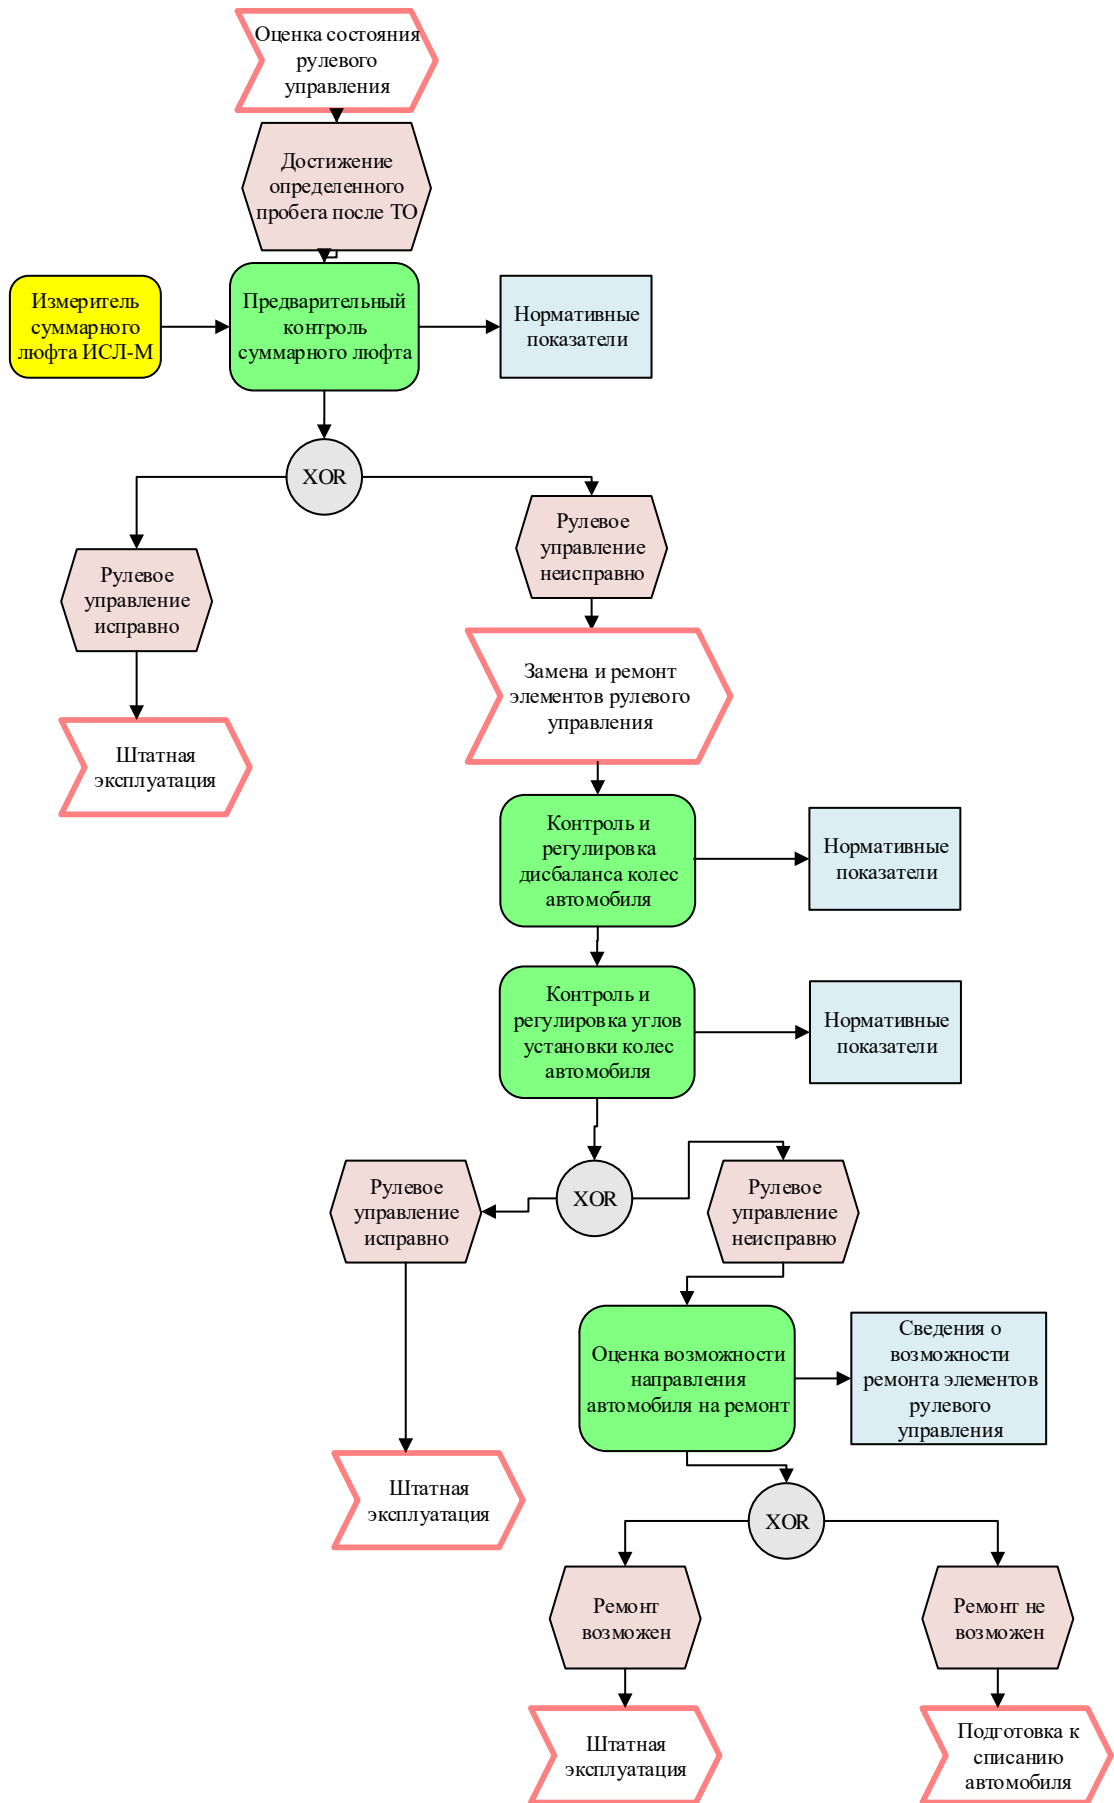 Оценка состояния
рулевого
управления
Достижение
определенного
пробега после ТО
Измеритель
суммарного
люфта ИСЛ-М
Предварительный
контроль
суммарного люфта
Нормативные
показатели
XOR
Рулевое
управление
исправно
Рулевое
управление
неисправно
Штатная
эксплуатация
Замена и ремонт
элементов рулевого
управления
Контроль и
регулировка
дисбаланса колес
автомобиля
Нормативные
показатели
Контроль и
регулировка углов
установки колес
автомобиля
Нормативные
показатели
Рулевое
управление
исправно
XOR
Рулевое
управление
неисправно
Оценка возможности
направления
автомобиля на ремонт
Сведения о
возможности
ремонта элементов
рулевого
управления
Штатная
эксплуатация
XOR
Ремонт
возможен
Ремонт не
возможен
Штатная
эксплуатация
Подготовка к
списанию
автомобиля